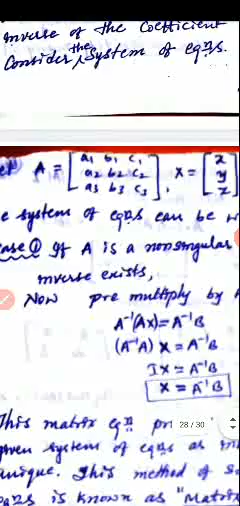 inverse of the Coefficient
Consider the System of eqns.
A = [a1 b1 c1 a2 b2 c2 a3 b3 c3], X = [x y z]
e system of eqns can be w
case ① If A is a nonsingular
inverse exists,
Now pre multiply by A
A⁻¹(AX) = A⁻¹B
(A⁻¹A) X = A⁻¹B
IX = A⁻¹B
X = A⁻¹B
This matrix eqn pr 28 / 30
given system of eqns as
unique. This method of S
eqns is known as "Matrix